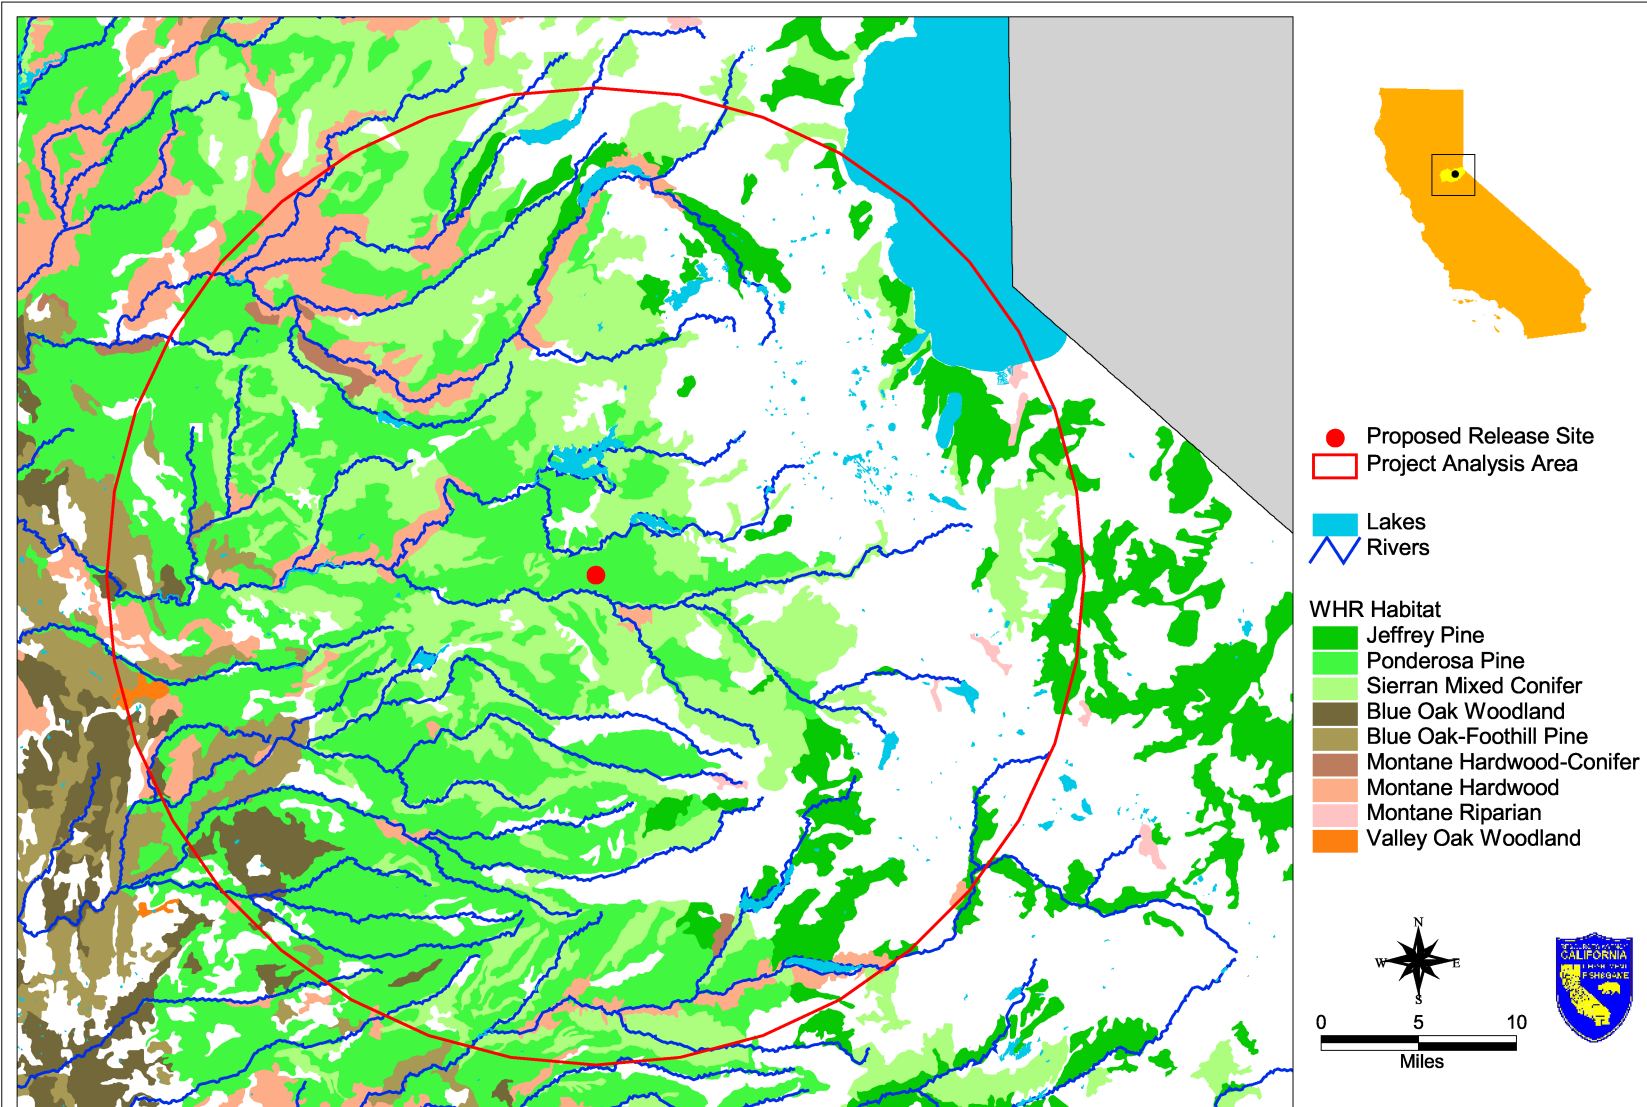 Proposed Release Site
Project Analysis Area
Lakes
Rivers
WHR Habitat
Jeffrey Pine
Ponderosa Pine
Sierran Mixed Conifer
Blue Oak Woodland
Blue Oak-Foothill Pine
Montane Hardwood-Conifer
Montane Hardwood
Montane Riparian
Valley Oak Woodland
N
W E
S
CALIFORNIA
FISH&GAME
0 5 10
Miles